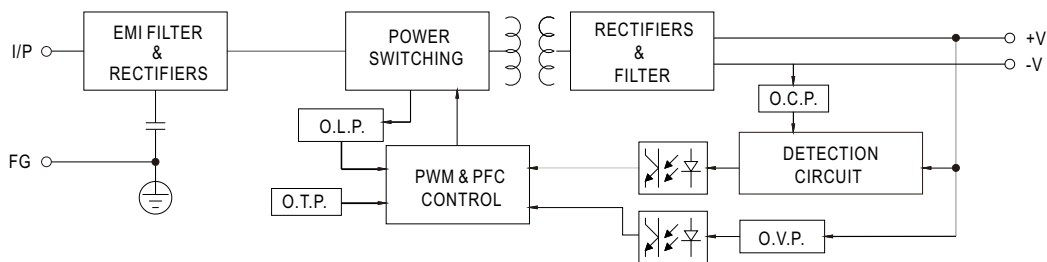 I/P
EMI FILTER
&
RECTIFIERS
POWER
SWITCHING
RECTIFIERS
&
FILTER
+V
-V
O.C.P.
O.L.P.
DETECTION
CIRCUIT
FG
PWM & PFC
CONTROL
O.T.P.
O.V.P.